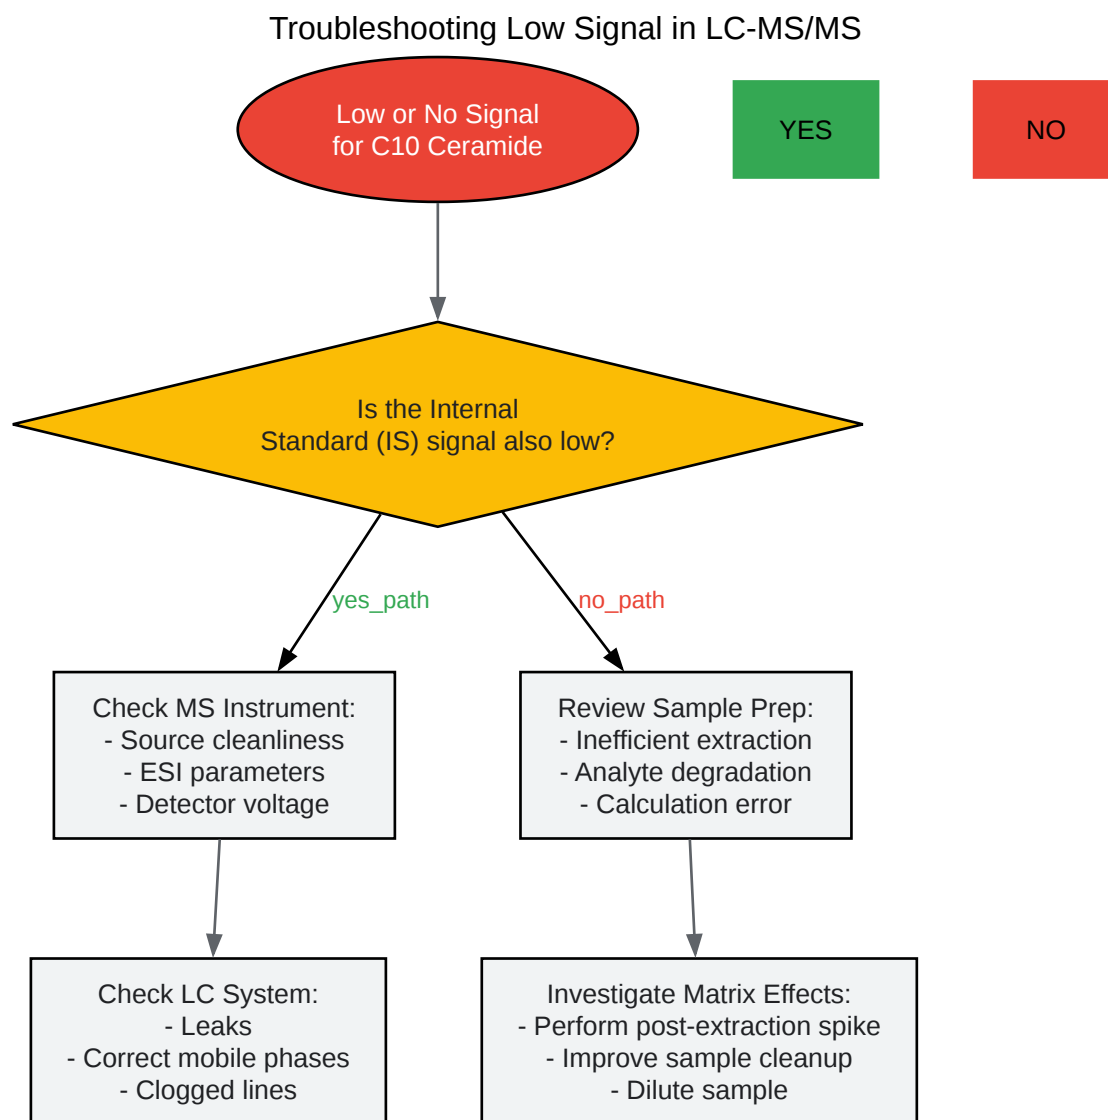 Troubleshooting Low Signal in LC-MS/MS
Low or No Signal
for C10 Ceramide
YES
NO
Is the Internal
Standard (IS) signal also low?
yes_path
no_path
Check MS Instrument:
- Source cleanliness
- ESI parameters
- Detector voltage
Review Sample Prep:
- Inefficient extraction
- Analyte degradation
- Calculation error
Check LC System:
- Leaks
- Correct mobile phases
- Clogged lines
Investigate Matrix Effects:
- Perform post-extraction spike
- Improve sample cleanup
- Dilute sample